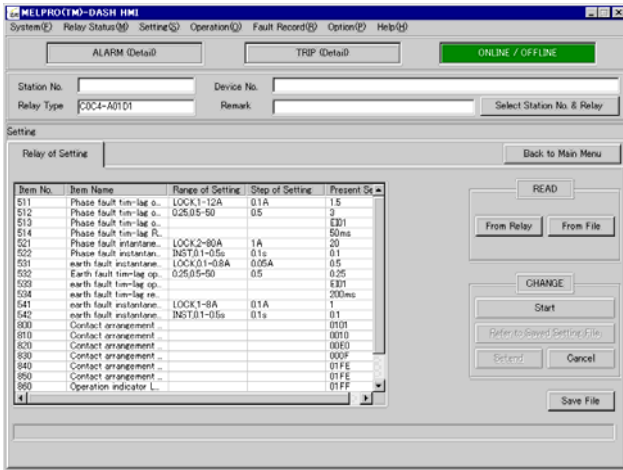 MELPRO(TM)-DASH HMI
System(F) Relay Status(M) Setting(S) Operation(O) Fault Record(R) Option(P) Help(H)
ALARM (Detail) TRIP (Detail) ONLINE / OFFLINE
Station No. Device No.
Relay Type COC4-A01D1 Remark Select Station No. & Relay
Setting
Relay of Setting Back to Main Menu
Item No. Item Name Range of Setting Step of Setting Present Se
511 Phase fault tim-lag o... LOCK,1-12A 0.1A 1.5
512 Phase fault tim-lag o... 0.25,0.5-50 0.5 3
513 Phase fault tim-lag o... EI01
514 Phase fault tim-lag R... 50ms
521 Phase fault intantane... LOCK,2-80A 1A 20
522 Phase fault instantan... INST,0.1-0.5s 0.1s 0.1
531 earth fault instantane... LOCK,0.1-0.8A 0.05A 0.5
532 Earth fault tim-lag op... 0.25,0.5-50 0.5 0.25
533 earth fault tim-lag op... EI01
534 earth fault tim-lag re... 200ms
541 earth fault instantane... LOCK,1-8A 0.1A 1
542 earth fault instantane... INST,0.1-0.5s 0.1s 0.1
800 Contact arrangement ... 0101
810 Contact arrangement ... 0010
820 Contact arrangement ... 00E0
830 Contact arrangement ... 000F
840 Contact arrangement ... 01FE
850 Contact arrangement ... 01FE
860 Operation indicator L... 01FF
READ
From Relay From File
CHANGE
Start
Refer to Saved Setting File
Setend Cancel
Save File